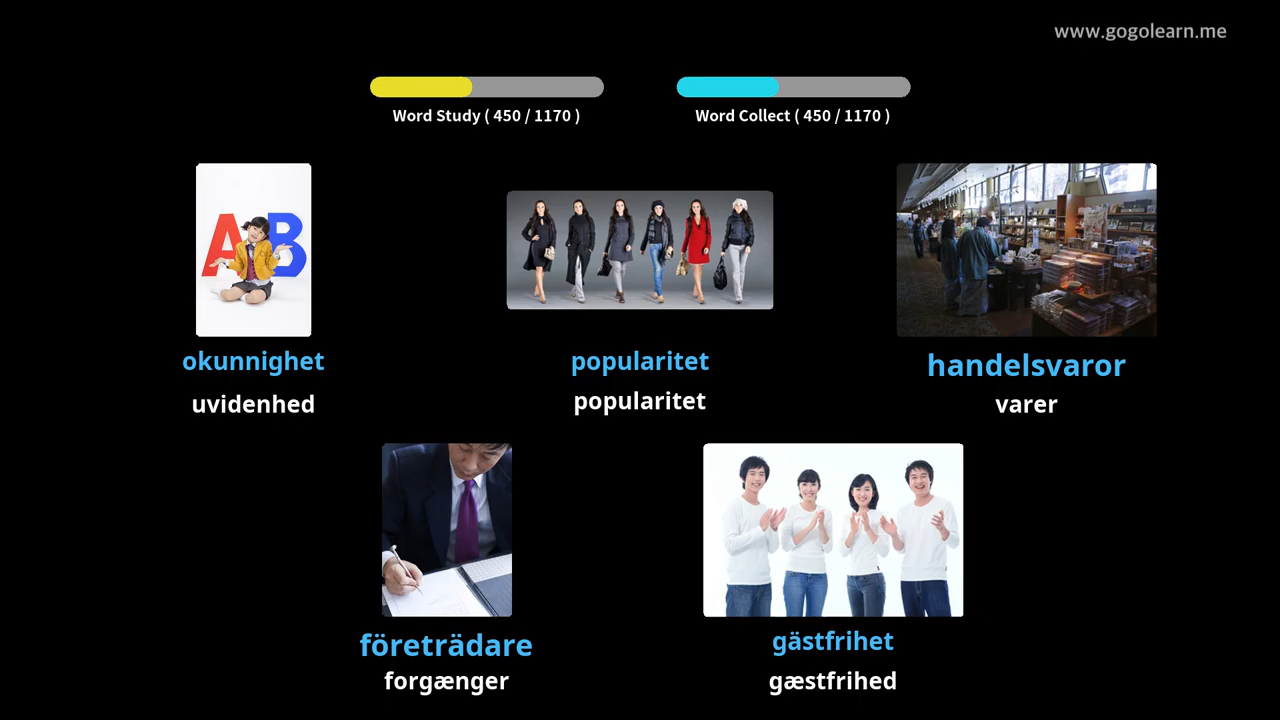 www.gogolearn.me
Word Study ( 450 / 1170 )
Word Collect ( 450 / 1170 )
AB
okunnighet
uvidenhed
popularitet
popularitet
handelsvaror
varer
företrädare
forgænger
gästfrihet
gæstfrihed